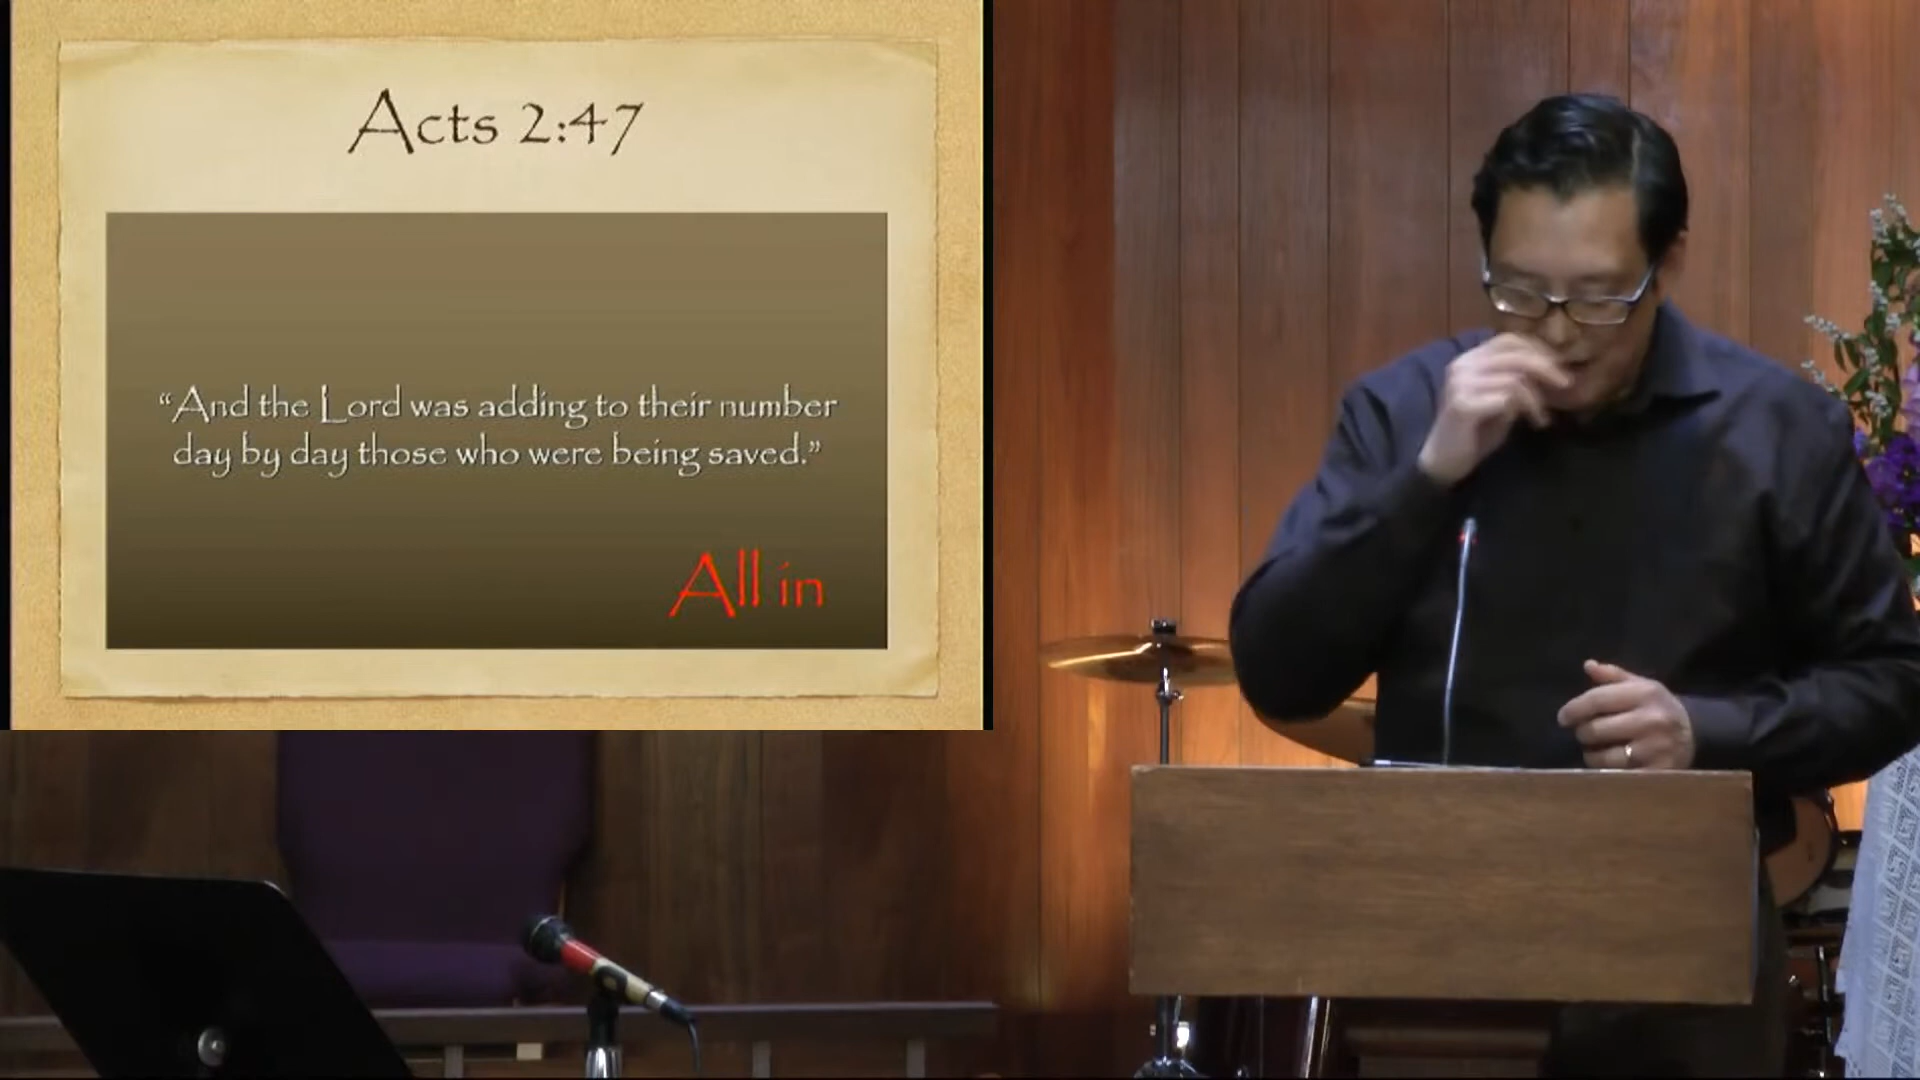 Acts 2:47
“And the Lord was adding to their number
day by day those who were being saved.”
All in